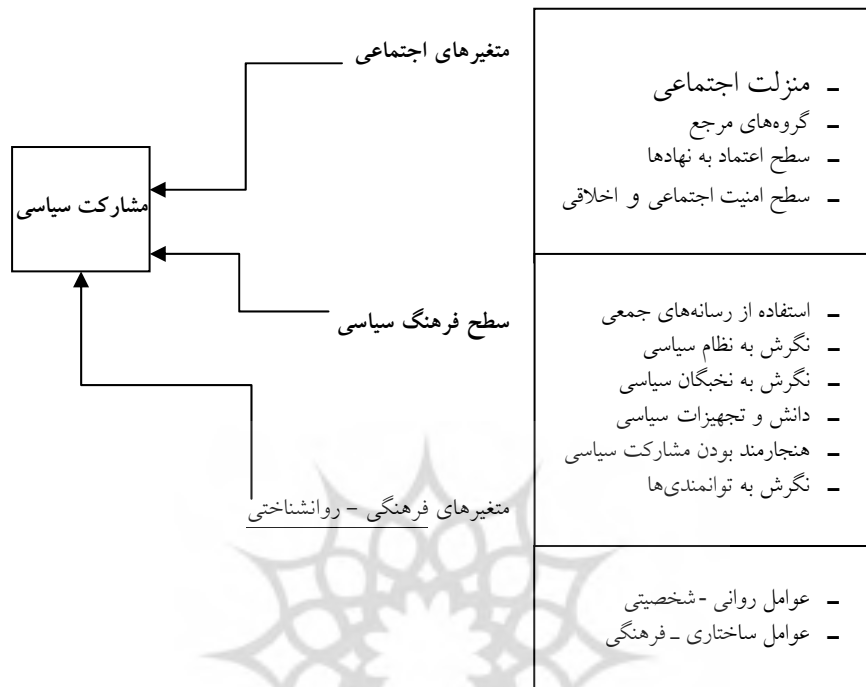 متغیرهای اجتماعی
- منزلت اجتماعی
- گروه‌های مرجع
- سطح اعتماد به نهادها
- سطح امنیت اجتماعی و اخلاقی
مشارکت سیاسی
سطح فرهنگ سیاسی
- استفاده از رسانه‌های جمعی
- نگرش به نظام سیاسی
- نگرش به نخبگان سیاسی
- دانش و تجهیزات سیاسی
- هنجارمند بودن مشارکت سیاسی
- نگرش به توانمندی‌ها
متغیرهای فرهنگی - روانشناختی
- عوامل روانی - شخصیتی
- عوامل ساختاری - فرهنگی